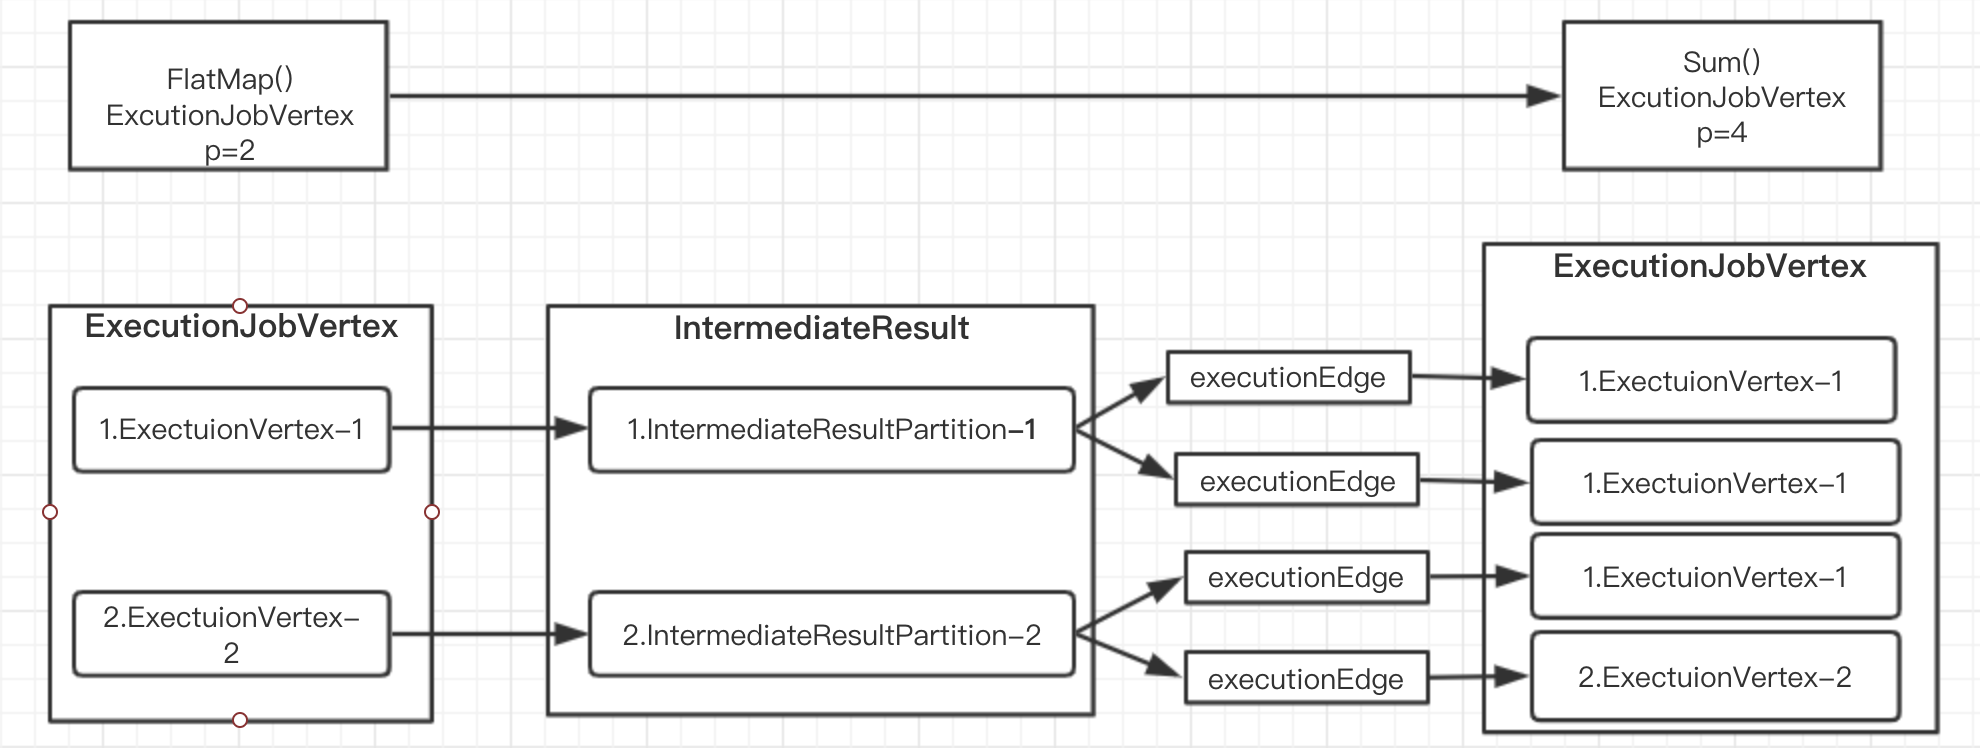 FlatMap()
ExcutionJobVertex
p=2
Sum()
ExcutionJobVertex
p=4
ExecutionJobVertex
1.ExectuionVertex-1
2.ExectuionVertex-
2
IntermediateResult
1.IntermediateResultPartition-1
2.IntermediateResultPartition-2
executionEdge
executionEdge
executionEdge
executionEdge
ExecutionJobVertex
1.ExectuionVertex-1
1.ExectuionVertex-1
1.ExectuionVertex-1
2.ExectuionVertex-2